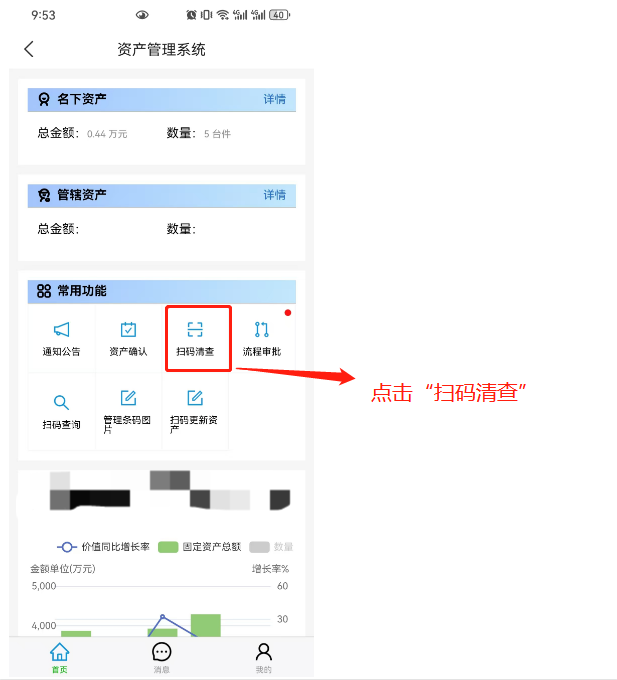 9:53
4G 4G 40
资产管理系统
名下资产 详情
总金额：0.44 万元 数量：5 台件
管辖资产 详情
总金额： 数量：
常用功能
通知公告 资产确认 扫码清查 流程审批
点击“扫码清查”
扫码查询 管理条码图片 扫码更新资产
价值同比增长率 固定资产总额 数量
金额单位(万元) 增长率%
5,000 60
4,000 30
首页 消息 我的